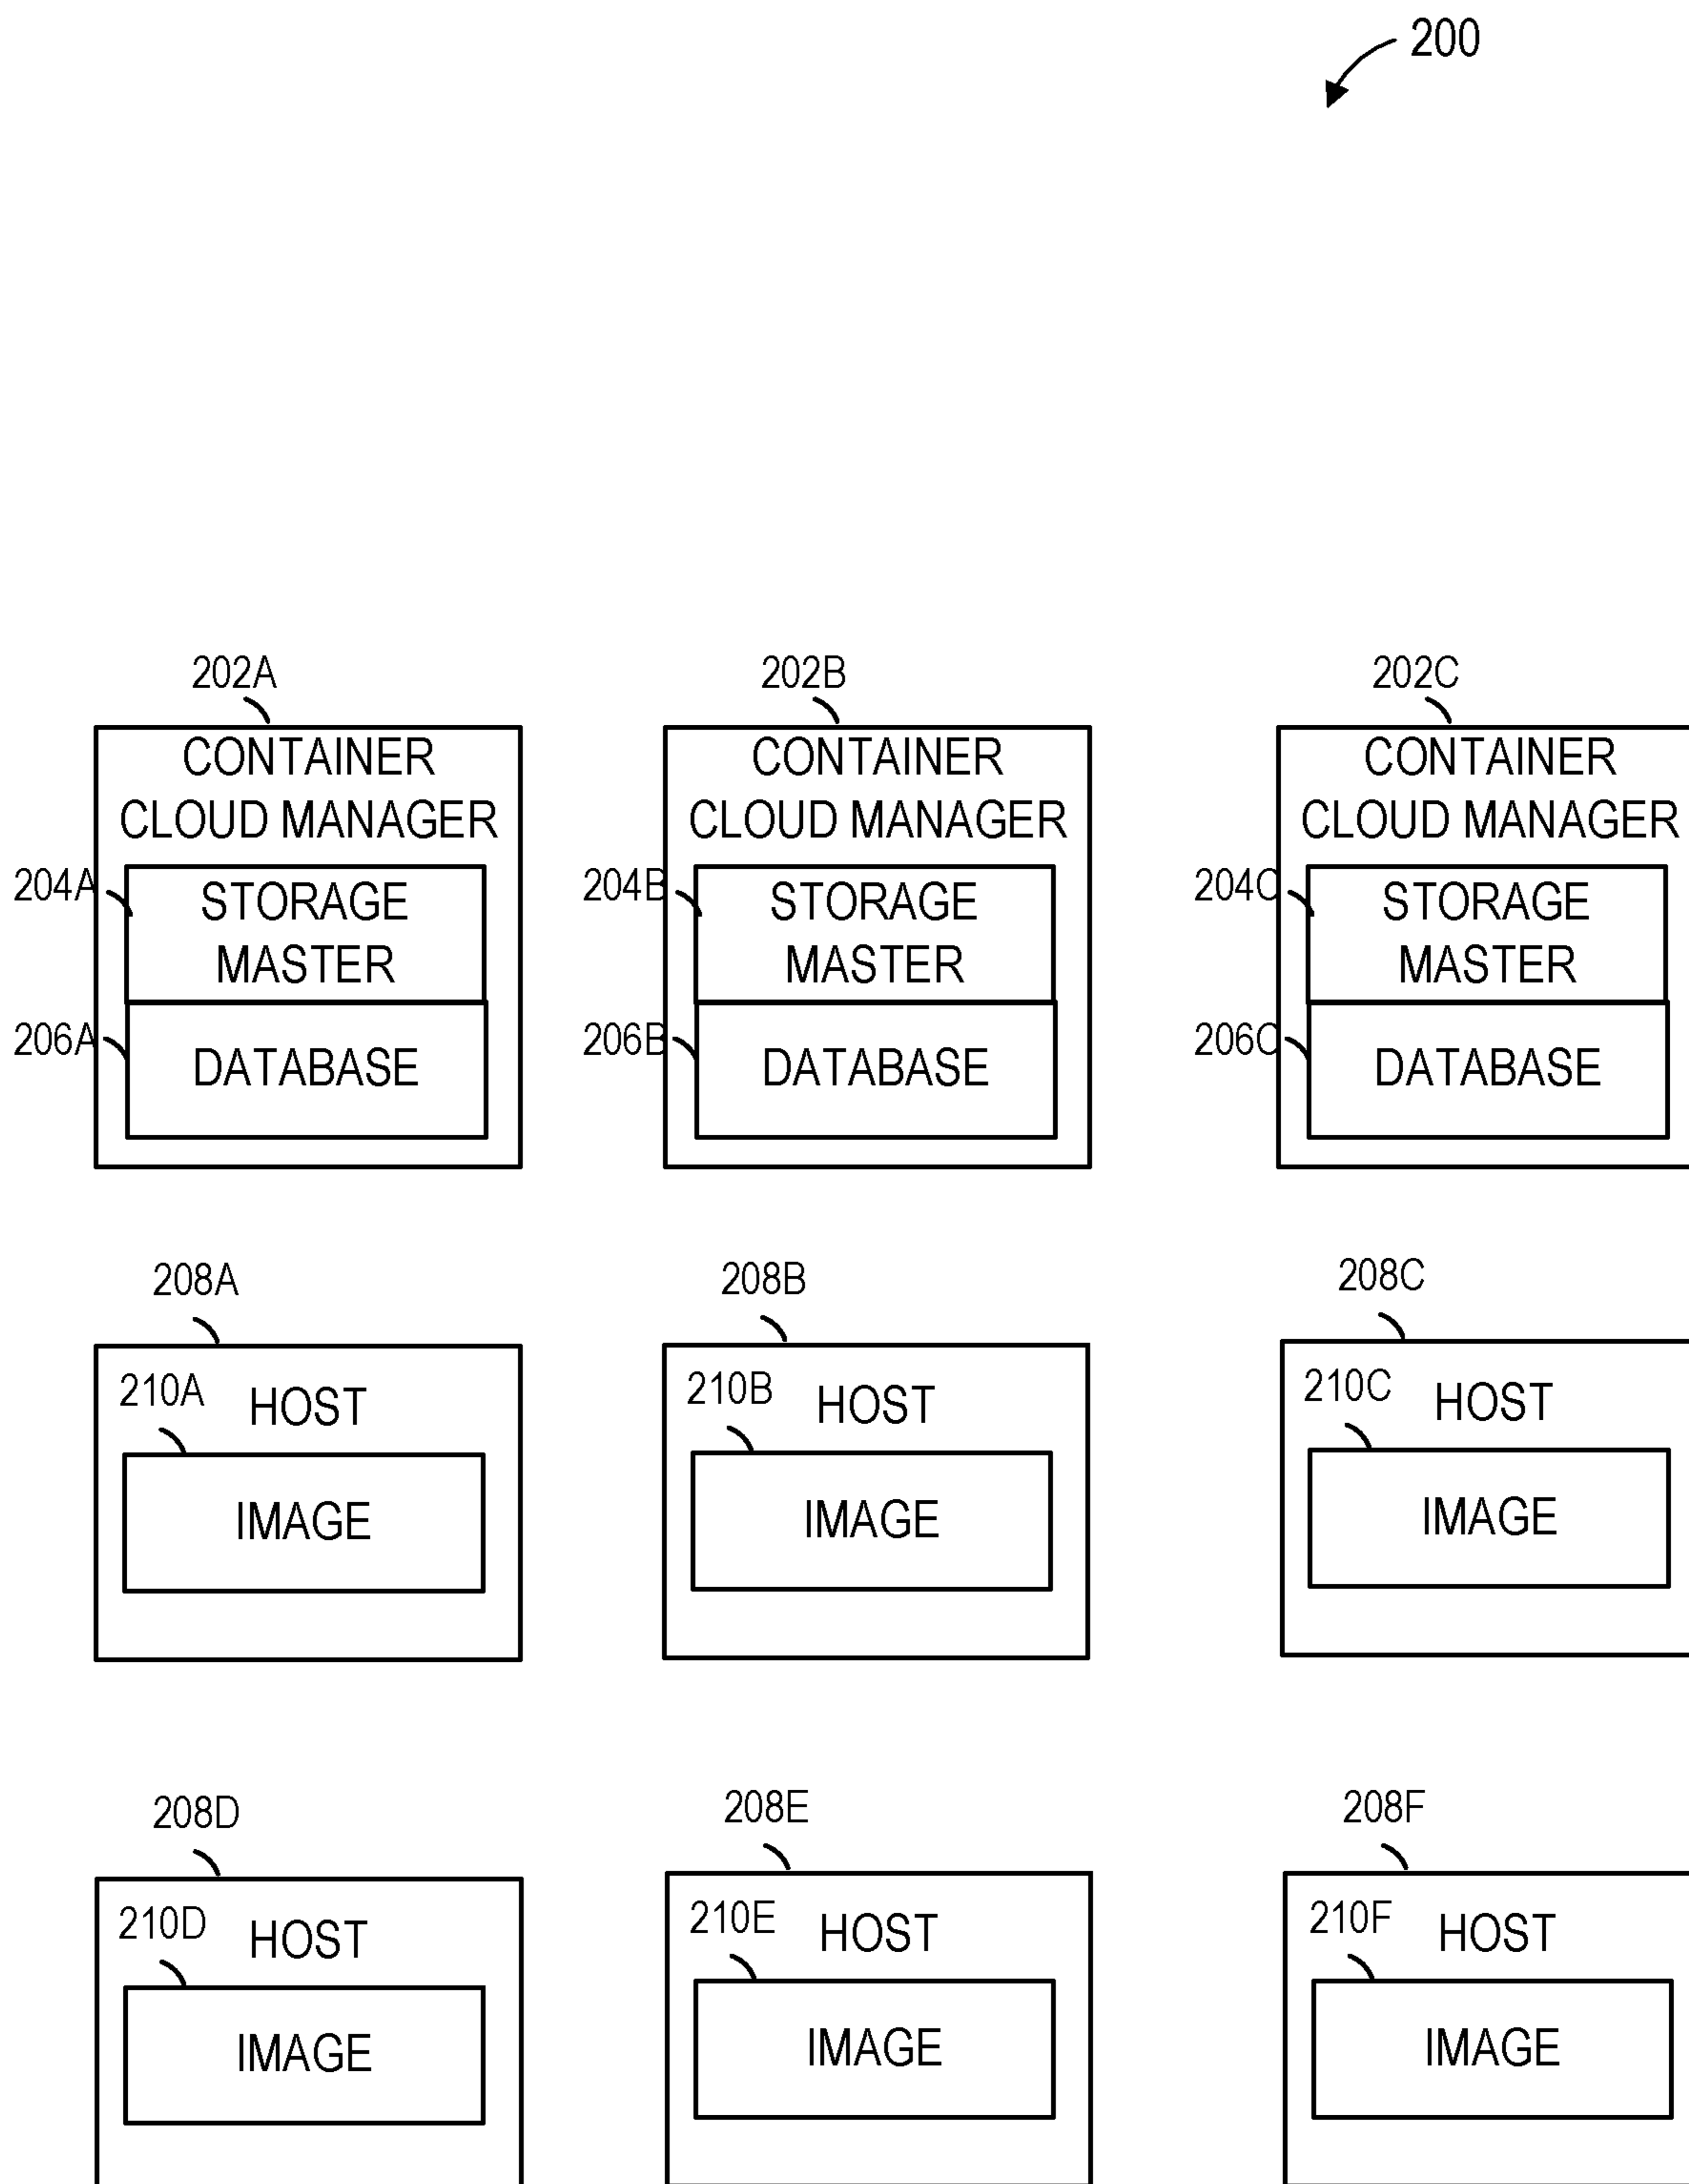 200
202A
202B
202C
CONTAINER
CLOUD MANAGER
CONTAINER
CLOUD MANAGER
CONTAINER
CLOUD MANAGER
204A
STORAGE
MASTER
204B
STORAGE
MASTER
204C
STORAGE
MASTER
206A
DATABASE
206B
DATABASE
206C
DATABASE
208A
208B
208C
210A
HOST
IMAGE
210B
HOST
IMAGE
210C
HOST
IMAGE
208D
208E
208F
210D
HOST
IMAGE
210E
HOST
IMAGE
210F
HOST
IMAGE